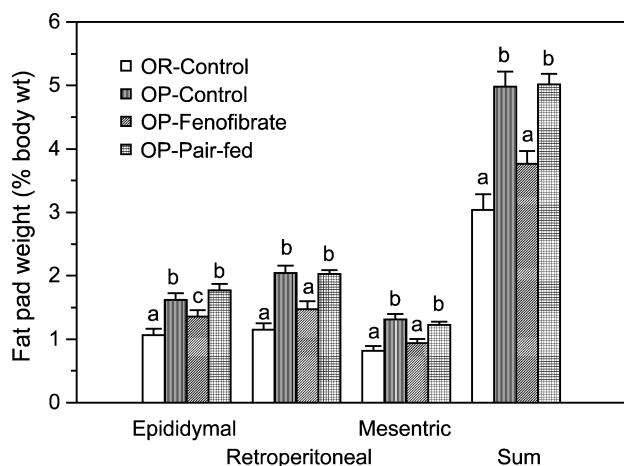 6
5
4
3
2
1
0
Fat pad weight (% body wt)
OR-Control
OP-Control
OP-Fenofibrate
OP-Pair-fed
a b c b
a b a b
a b a b
a b a b
Epididymal
Retroperitoneal
Mesentric
Sum